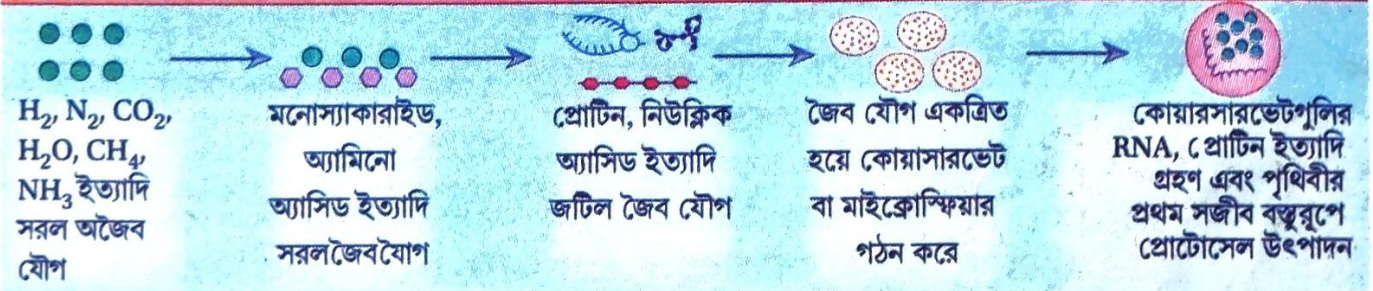 H₂, N₂, CO₂,
H₂O, CH₄,
NH₃ ইত্যাদি
সরল অজৈব
যৌগ
মনোস্যাকারাইড,
অ্যামিনো
অ্যাসিড ইত্যাদি
সরলজৈবযৌগ
প্রোটিন, নিউক্লিক
অ্যাসিড ইত্যাদি
জটিল জৈব যৌগ
জৈব যৌগ একত্রিত
হয়ে কোয়াসারভেট
বা মাইক্রোস্ফিয়ার
গঠন করে
কোয়ারসারভেটগুলির
RNA, প্রোটিন ইত্যাদি
গ্রহণ এবং পৃথিবীর
প্রথম সজীব বস্তুরূপে
প্রোটোসেল উৎপাদন